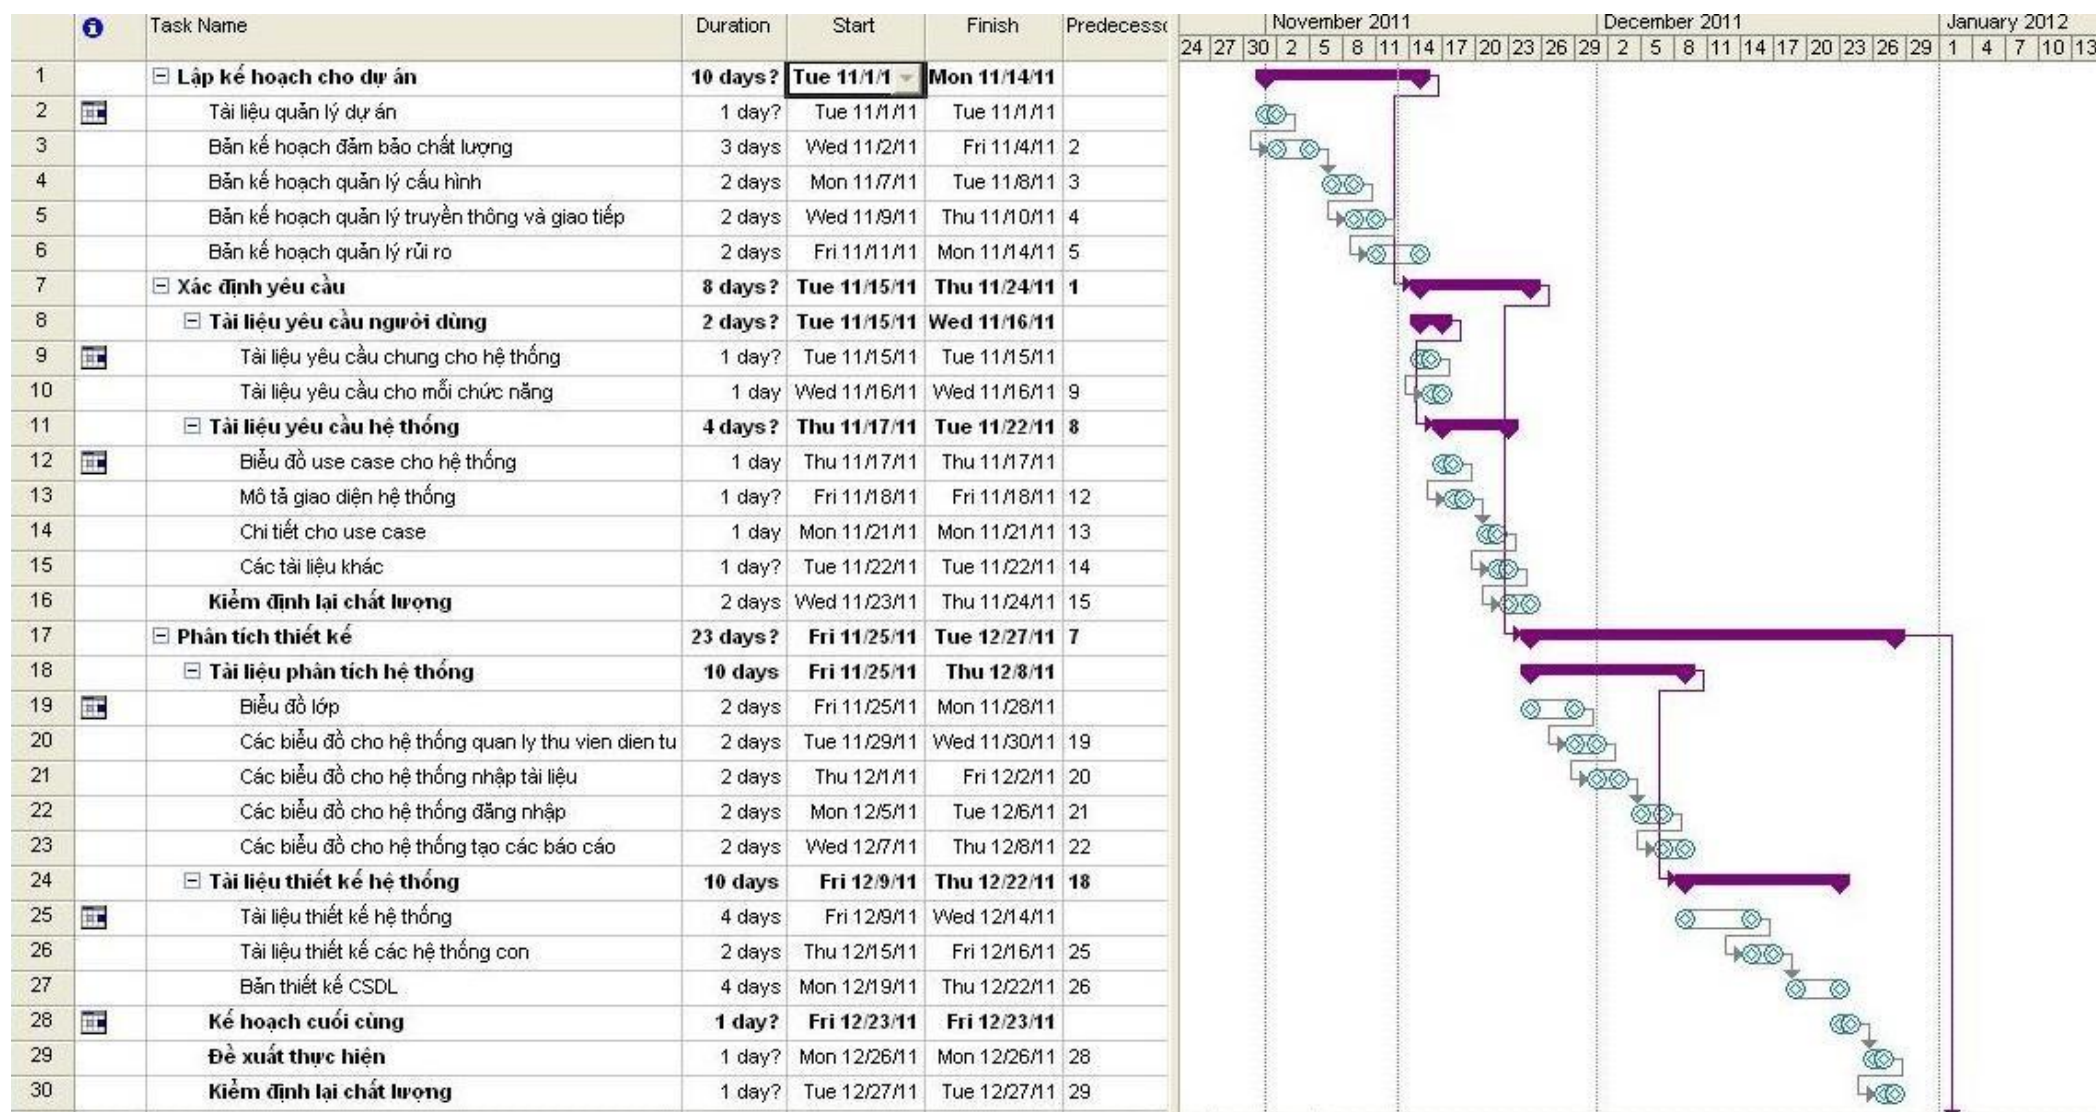 Task Name Duration Start Finish Predecesso November 2011 December 2011 January 2012
24 27 30 2 5 8 11 14 17 20 23 26 29 2 5 8 11 14 17 20 23 26 29 1 4 7 10 13
1 Lập kế hoạch cho dự án 10 days? Tue 11/1/1 Mon 11/14/11
2 Tài liệu quản lý dự án 1 day? Tue 11/1/11 Tue 11/1/11
3 Bản kế hoạch đảm bảo chất lượng 3 days Wed 11/2/11 Fri 11/4/11 2
4 Bản kế hoạch quản lý cấu hình 2 days Mon 11/7/11 Tue 11/8/11 3
5 Bản kế hoạch quản lý truyền thông và giao tiếp 2 days Wed 11/9/11 Thu 11/10/11 4
6 Bản kế hoạch quản lý rủi ro 2 days Fri 11/11/11 Mon 11/14/11 5
7 Xác định yêu cầu 8 days? Tue 11/15/11 Thu 11/24/11 1
8 Tài liệu yêu cầu người dùng 2 days? Tue 11/15/11 Wed 11/16/11
9 Tài liệu yêu cầu chung cho hệ thống 1 day? Tue 11/15/11 Tue 11/15/11
10 Tài liệu yêu cầu cho mỗi chức năng 1 day Wed 11/16/11 Wed 11/16/11 9
11 Tài liệu yêu cầu hệ thống 4 days? Thu 11/17/11 Tue 11/22/11 8
12 Biểu đồ use case cho hệ thống 1 day Thu 11/17/11 Thu 11/17/11
13 Mô tả giao diện hệ thống 1 day? Fri 11/18/11 Fri 11/18/11 12
14 Chi tiết cho use case 1 day Mon 11/21/11 Mon 11/21/11 13
15 Các tài liệu khác 1 day? Tue 11/22/11 Tue 11/22/11 14
16 Kiểm định lại chất lượng 2 days Wed 11/23/11 Thu 11/24/11 15
17 Phân tích thiết kế 23 days? Fri 11/25/11 Tue 12/27/11 7
18 Tài liệu phân tích hệ thống 10 days Fri 11/25/11 Thu 12/8/11
19 Biểu đồ lớp 2 days Fri 11/25/11 Mon 11/28/11
20 Các biểu đồ cho hệ thống quan ly thu vien dien tu 2 days Tue 11/29/11 Wed 11/30/11 19
21 Các biểu đồ cho hệ thống nhập tài liệu 2 days Thu 12/1/11 Fri 12/2/11 20
22 Các biểu đồ cho hệ thống đăng nhập 2 days Mon 12/5/11 Tue 12/6/11 21
23 Các biểu đồ cho hệ thống tạo các báo cáo 2 days Wed 12/7/11 Thu 12/8/11 22
24 Tài liệu thiết kế hệ thống 10 days Fri 12/9/11 Thu 12/22/11 18
25 Tài liệu thiết kế hệ thống 4 days Fri 12/9/11 Wed 12/14/11
26 Tài liệu thiết kế các hệ thống con 2 days Thu 12/15/11 Fri 12/16/11 25
27 Bản thiết kế CSDL 4 days Mon 12/19/11 Thu 12/22/11 26
28 Kế hoạch cuối cùng 1 day? Fri 12/23/11 Fri 12/23/11
29 Đề xuất thực hiện 1 day? Mon 12/26/11 Mon 12/26/11 28
30 Kiểm định lại chất lượng 1 day? Tue 12/27/11 Tue 12/27/11 29